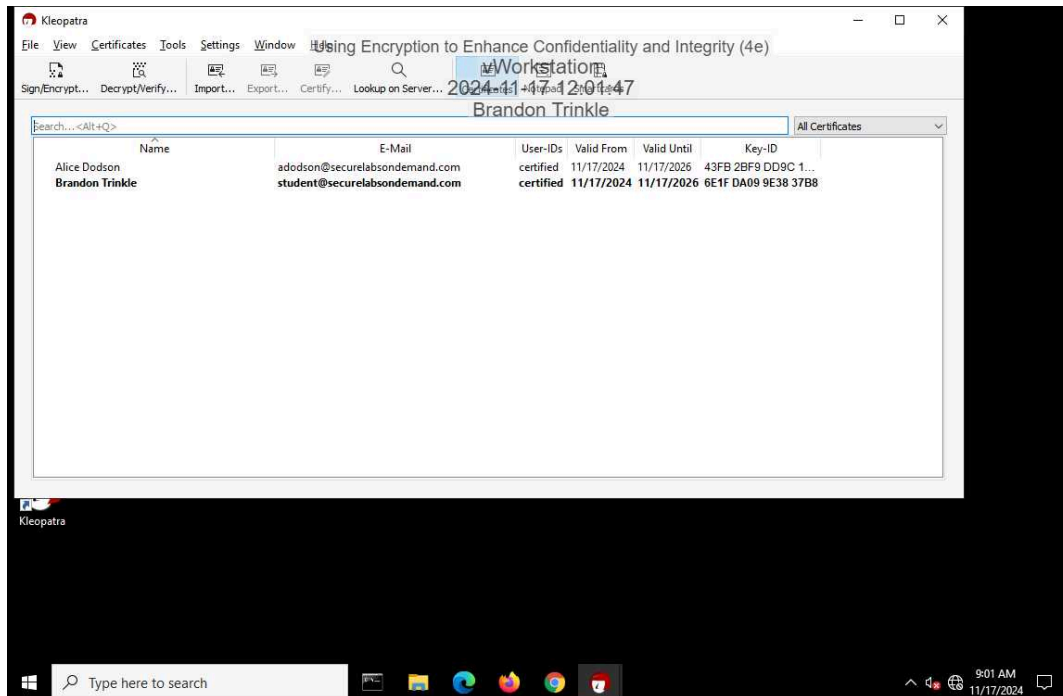 Kleopatra
File View Certificates Tools Settings Window Help
Using Encryption to Enhance Confidentiality and Integrity (4e)
vWorkstation
2024-11-17 12:01:47
Brandon Trinkle
Sign/Encrypt... Decrypt/Verify... Import... Export... Certify... Lookup on Server... Certificates Notepad
Search...<Alt+Q> All Certificates
Name E-Mail User-IDs Valid From Valid Until Key-ID
Alice Dodson adodson@securelabsondemand.com certified 11/17/2024 11/17/2026 43FB 2BF9 DD9C 1...
Brandon Trinkle student@securelabsondemand.com certified 11/17/2024 11/17/2026 6E1F DA09 9E38 37B8
Kleopatra
Type here to search
9:01 AM
11/17/2024